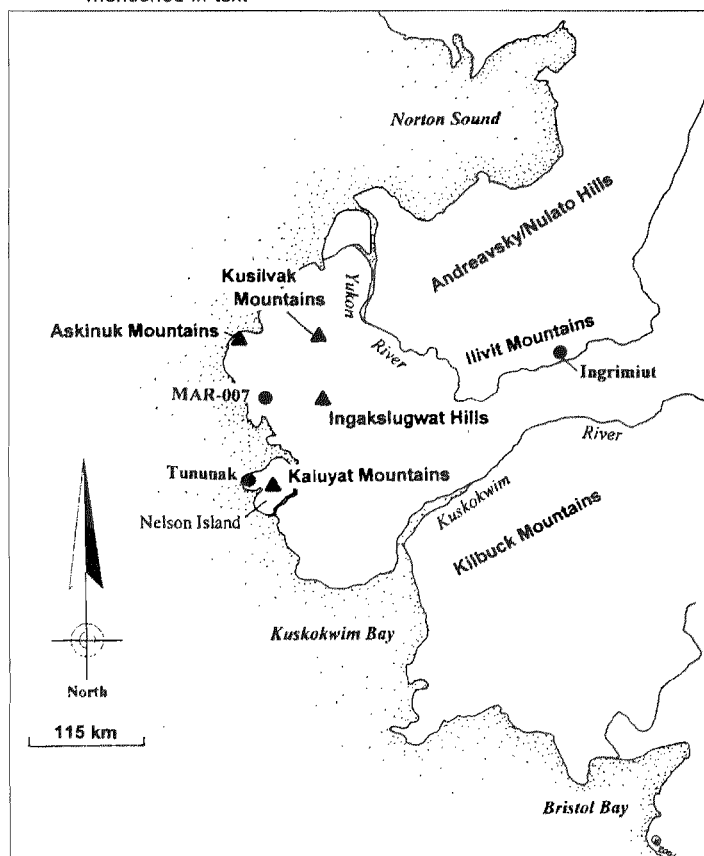 mentioned in text
Norton Sound
Andreavsky/Nulato Hills
Kusilvak
Mountains
Yukon
River
Askinuk Mountains
Ilivit Mountains
Ingrimiut
MAR-007
Ingakslugwat Hills
River
Tununak
Kaluyat Mountains
Kuskokwim
Nelson Island
Kilbuck Mountains
Kuskokwim Bay
North
115 km
Bristol Bay